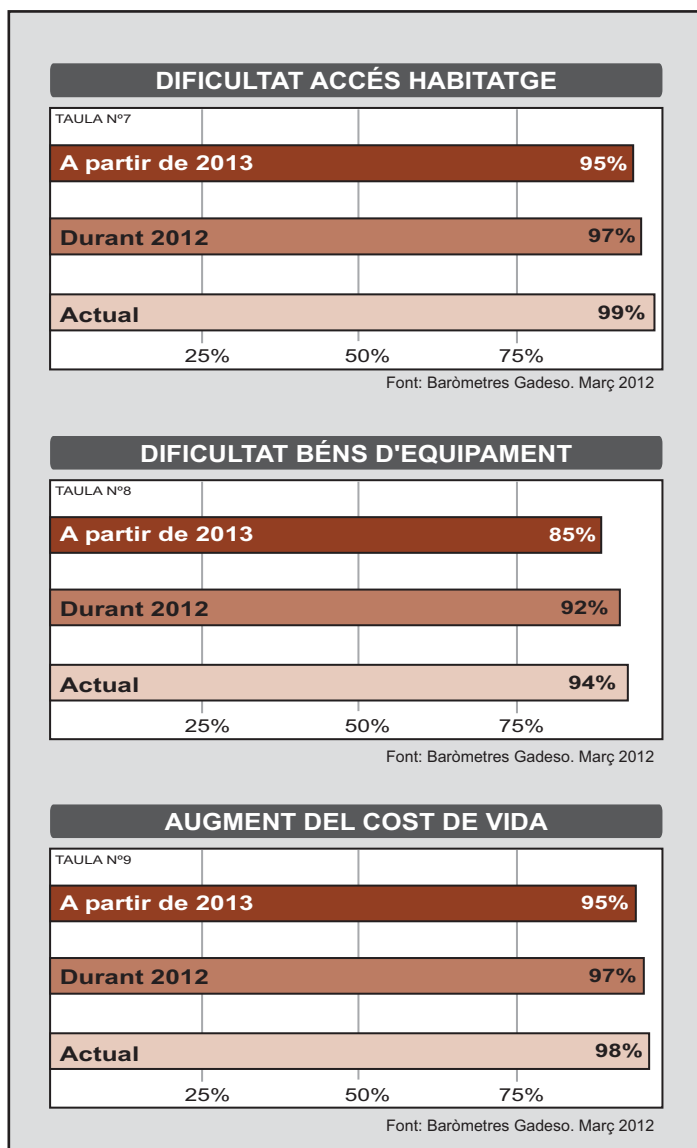 DIFICULTAT ACCÉS HABITATGE
TAULA Nº7
A partir de 2013 95%
Durant 2012 97%
Actual 99%
25% 50% 75%
Font: Baròmetres Gadeso. Març 2012
DIFICULTAT BÉNS D'EQUIPAMENT
TAULA Nº8
A partir de 2013 85%
Durant 2012 92%
Actual 94%
25% 50% 75%
Font: Baròmetres Gadeso. Març 2012
AUGMENT DEL COST DE VIDA
TAULA Nº9
A partir de 2013 95%
Durant 2012 97%
Actual 98%
25% 50% 75%
Font: Baròmetres Gadeso. Març 2012